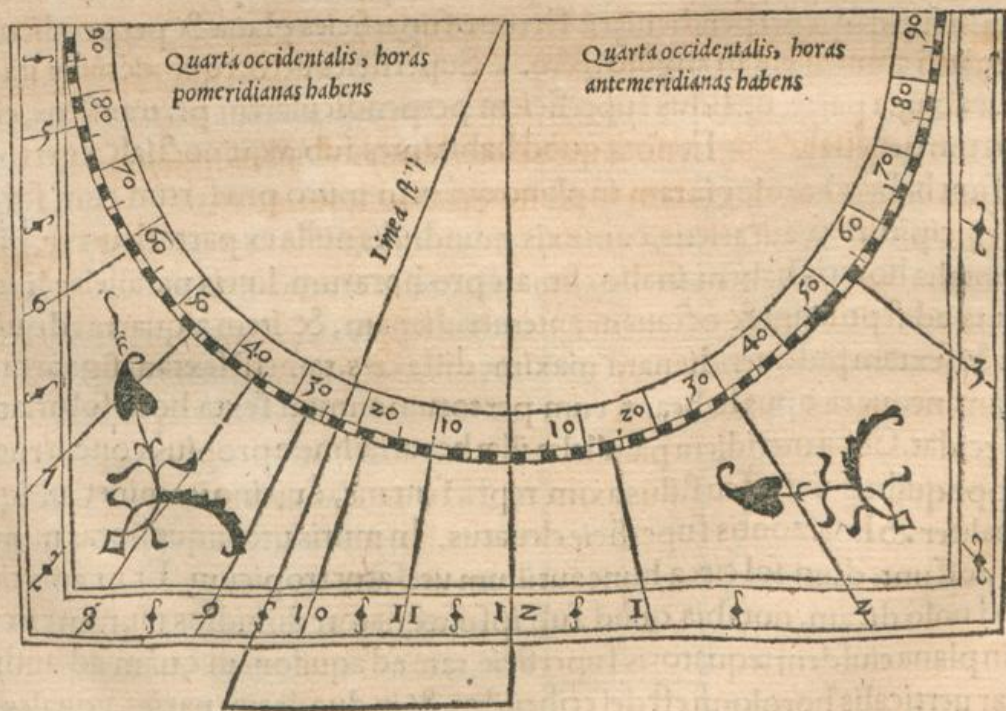 Quarta occidentalis, horas
pomeridianas habens
Quarta occidentalis, horas
antemeridianas habens
Linea
90 80 70 60 50 40 30 20 10 10 20 30 40 50 60 70 80 90
5
6
7
8 9 10 11 12 1 2
3